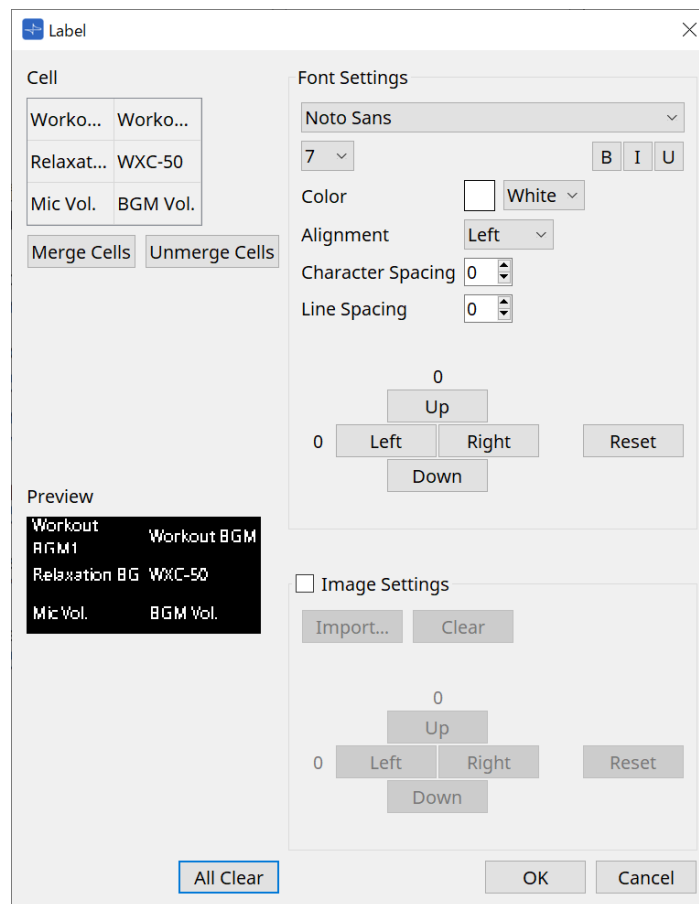 Label
Cell
Worko... Worko...
Relaxat... WXC-50
Mic Vol. BGM Vol.
Merge Cells Unmerge Cells
Preview
Workout
BGM1
Workout BGM
Relaxation BG WXC-50
Mic Vol. BGM Vol.
All Clear
Font Settings
Noto Sans
7 B I U
Color White
Alignment Left
Character Spacing 0
Line Spacing 0
0
Up
0 Left Right Reset
Down
Image Settings
Import... Clear
0
Up
0 Left Right Reset
Down
OK Cancel